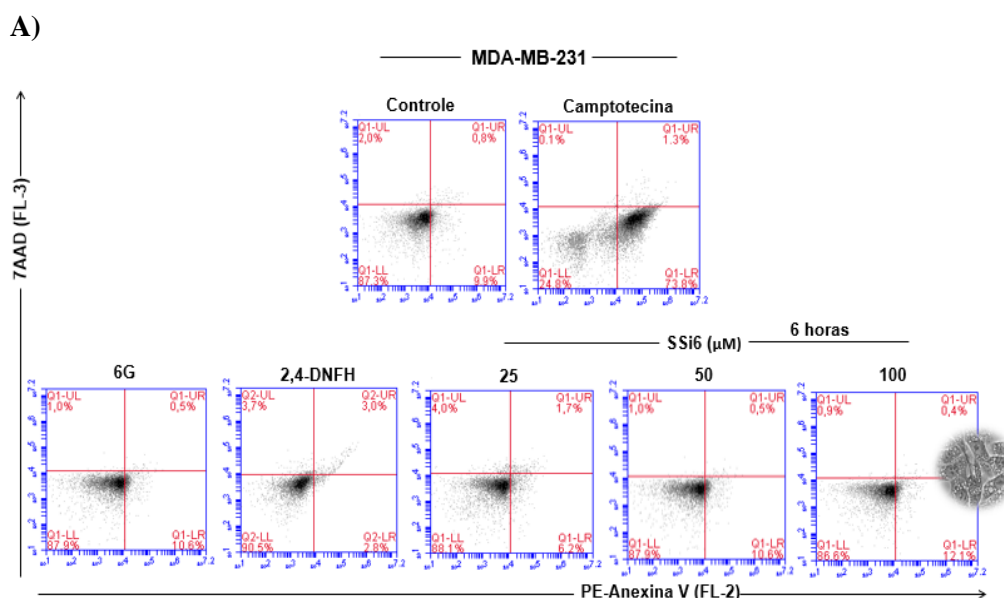 A)
MDA-MB-231
Controle
Camptotecina
7AAD (FL-3)
Q1-UL
2,0%
Q1-UR
0,8%
Q1-LL
87.3%
Q1-LR
9.9%
Q1-UL
0.1%
Q1-UR
1.3%
Q1-LL
24.8%
Q1-LR
73.8%
SSi6 (µM)
6 horas
6G
2,4-DNFH
25
50
100
Q1-UL
1,0%
Q1-UR
0,5%
Q1-LL
87.9%
Q1-LR
10.6%
Q2-UL
3,7%
Q2-UR
3,0%
Q2-LL
90.5%
Q2-LR
2.8%
Q1-UL
4,0%
Q1-UR
1,7%
Q1-LL
88.1%
Q1-LR
6.2%
Q1-UL
1,0%
Q1-UR
0,5%
Q1-LL
87.9%
Q1-LR
10.6%
Q1-UL
0,9%
Q1-UR
0,4%
Q1-LL
86.6%
Q1-LR
12.1%
PE-Anexina V (FL-2)